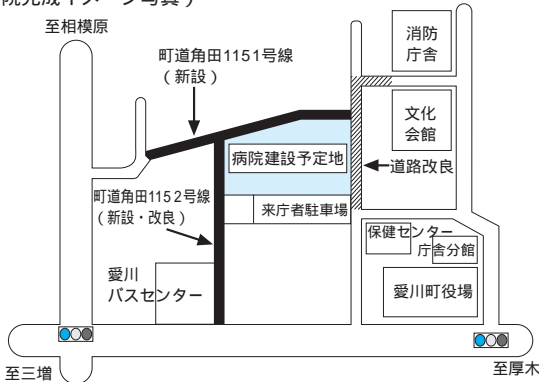 院完成イメージ写真）
至相模原
消防
庁舎
町道角田1151号線
（新設）
文化
会館
病院建設予定地
道路改良
町道角田1152号線
（新設・改良）
来庁者駐車場
保健センター
庁舎分館
愛川
バスセンター
愛川町役場
至三増
至厚木